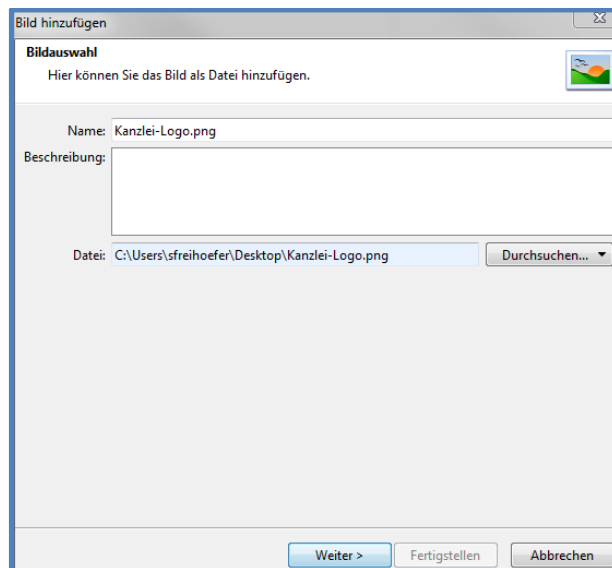 Bild hinzufügen
Bildauswahl
Hier können Sie das Bild als Datei hinzufügen.
Name: Kanzlei-Logo.png
Beschreibung:
Datei: C:\Users\sfreihoefer\Desktop\Kanzlei-Logo.png Durchsuchen...
Weiter > Fertigstellen Abbrechen